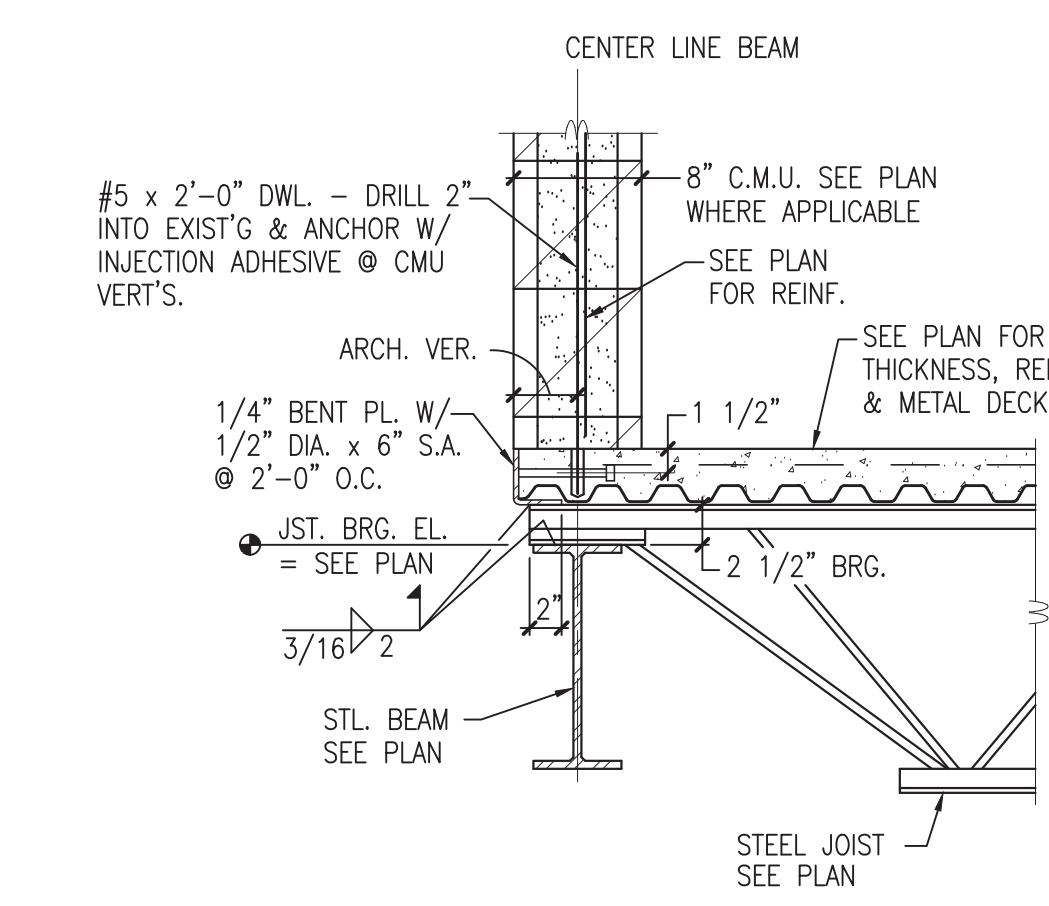 CENTER LINE BEAM
#5 x 2'-0" DWL. - DRILL 2"
INTO EXIST'G & ANCHOR W/
INJECTION ADHESIVE @ CMU
VERT'S.
8" C.M.U. SEE PLAN
WHERE APPLICABLE
SEE PLAN
FOR REINF.
ARCH. VER.
SEE PLAN FOR
THICKNESS,
& METAL DECK
1/4" BENT PL. W/
1/2" DIA. x 6" S.A.
@ 2'-0" O.C.
1 1/2"
JST. BRG. EL.
= SEE PLAN
2 1/2" BRG.
2"
3/16
2
STL. BEAM
SEE PLAN
STEEL JOIST
SEE PLAN